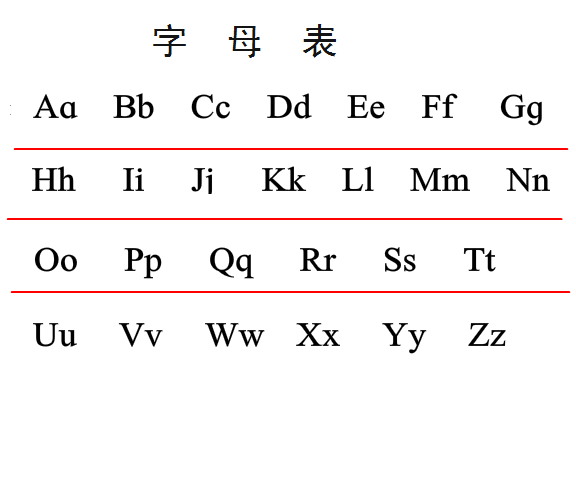 字 母 表
Aɑ Bb Cc Dd Ee Ff Gg
Hh Ii Jj Kk Ll Mm Nn
Oo Pp Qq Rr Ss Tt
Uu Vv Ww Xx Yy Zz